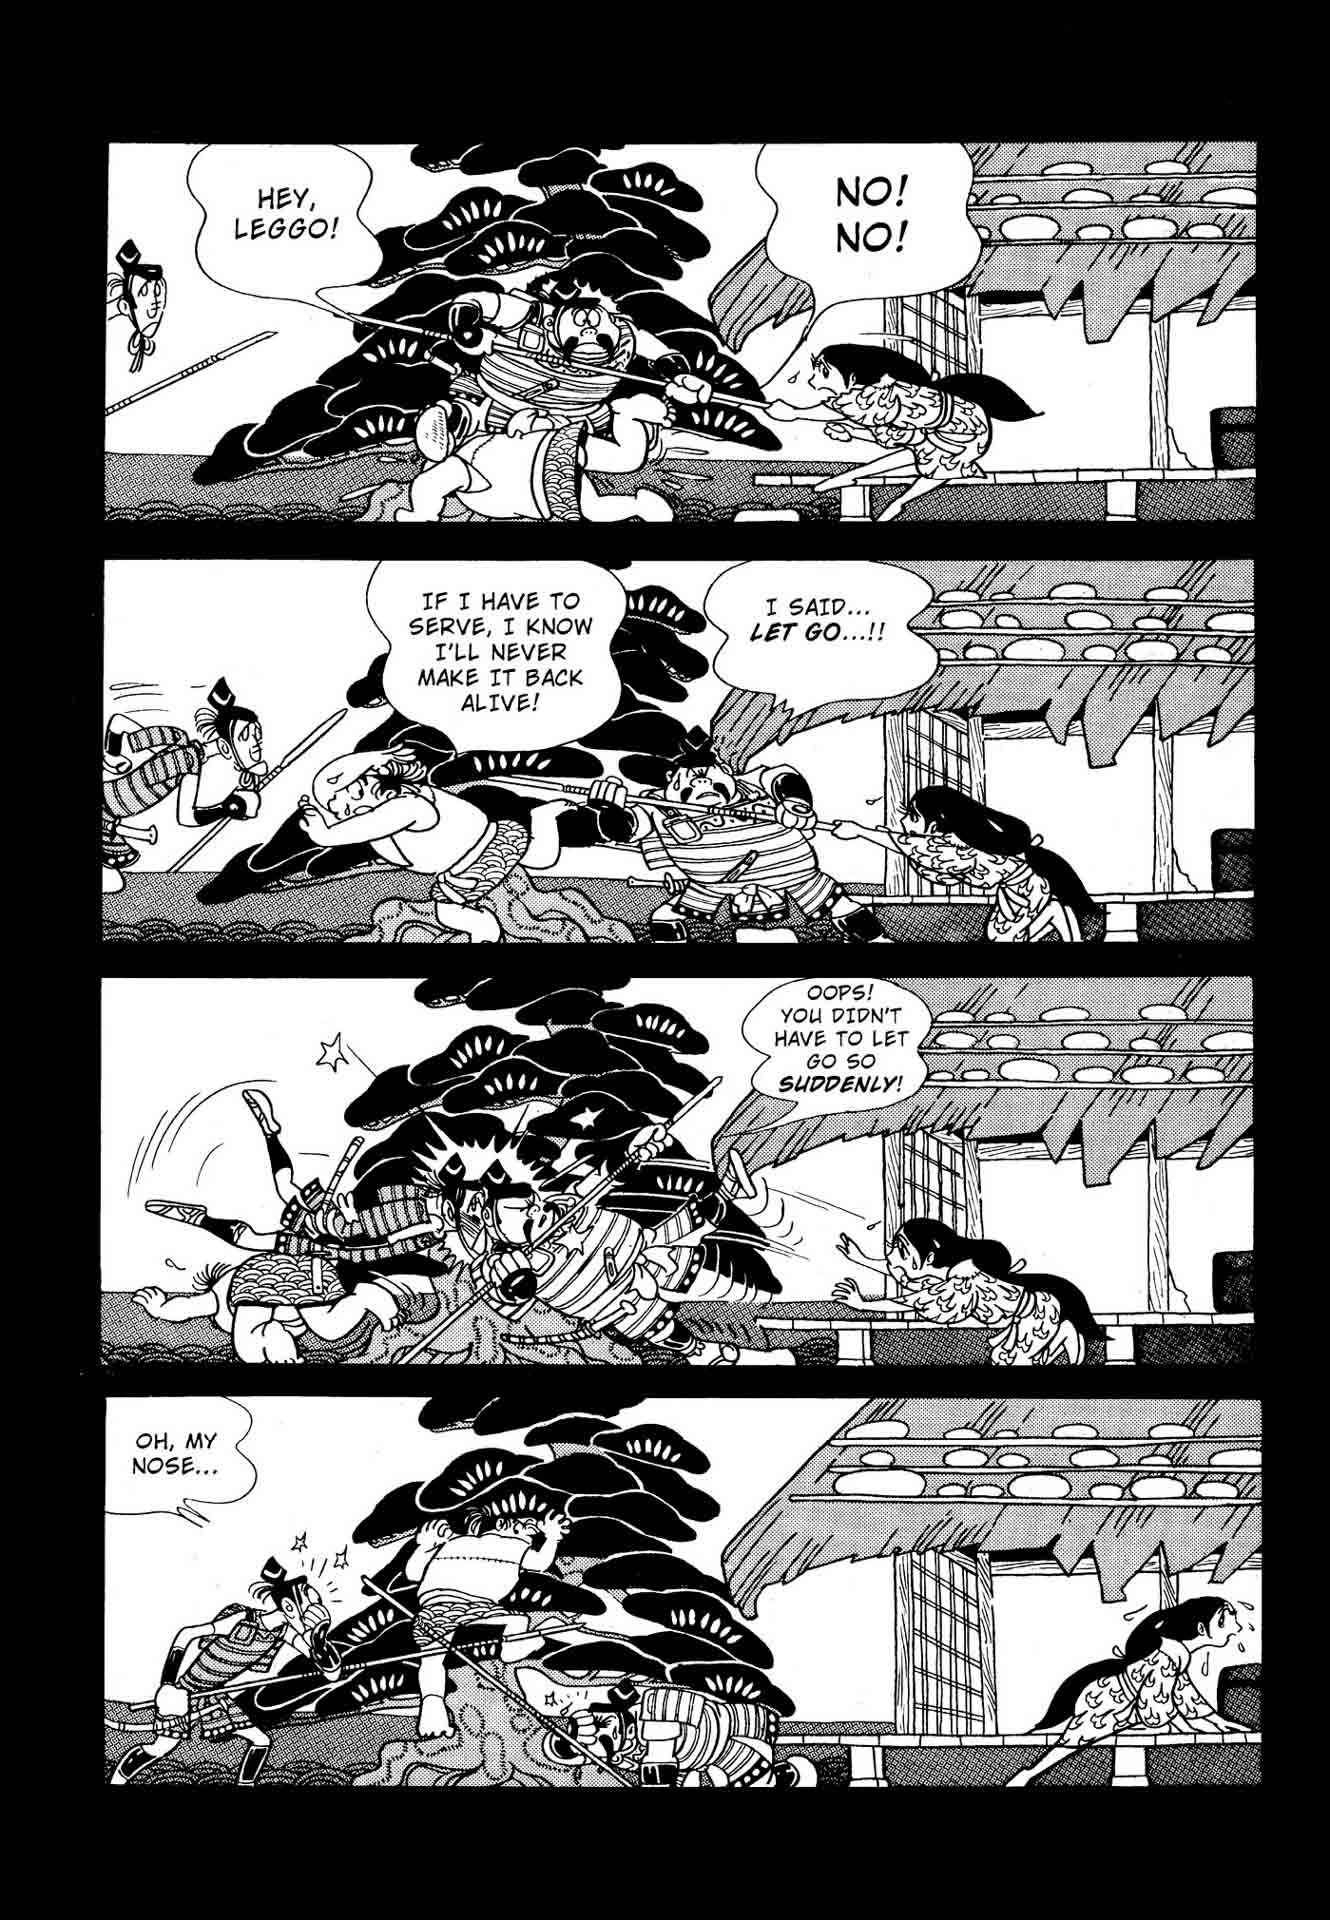 HEY,
LEGGO!
NO!
NO!
IF I HAVE TO
SERVE, I KNOW
I'LL NEVER
MAKE IT BACK
ALIVE!
I SAID...
LET GO...!!
OOPS!
YOU DIDN'T
HAVE TO LET
GO SO
SUDDENLY!
OH, MY
NOSE...